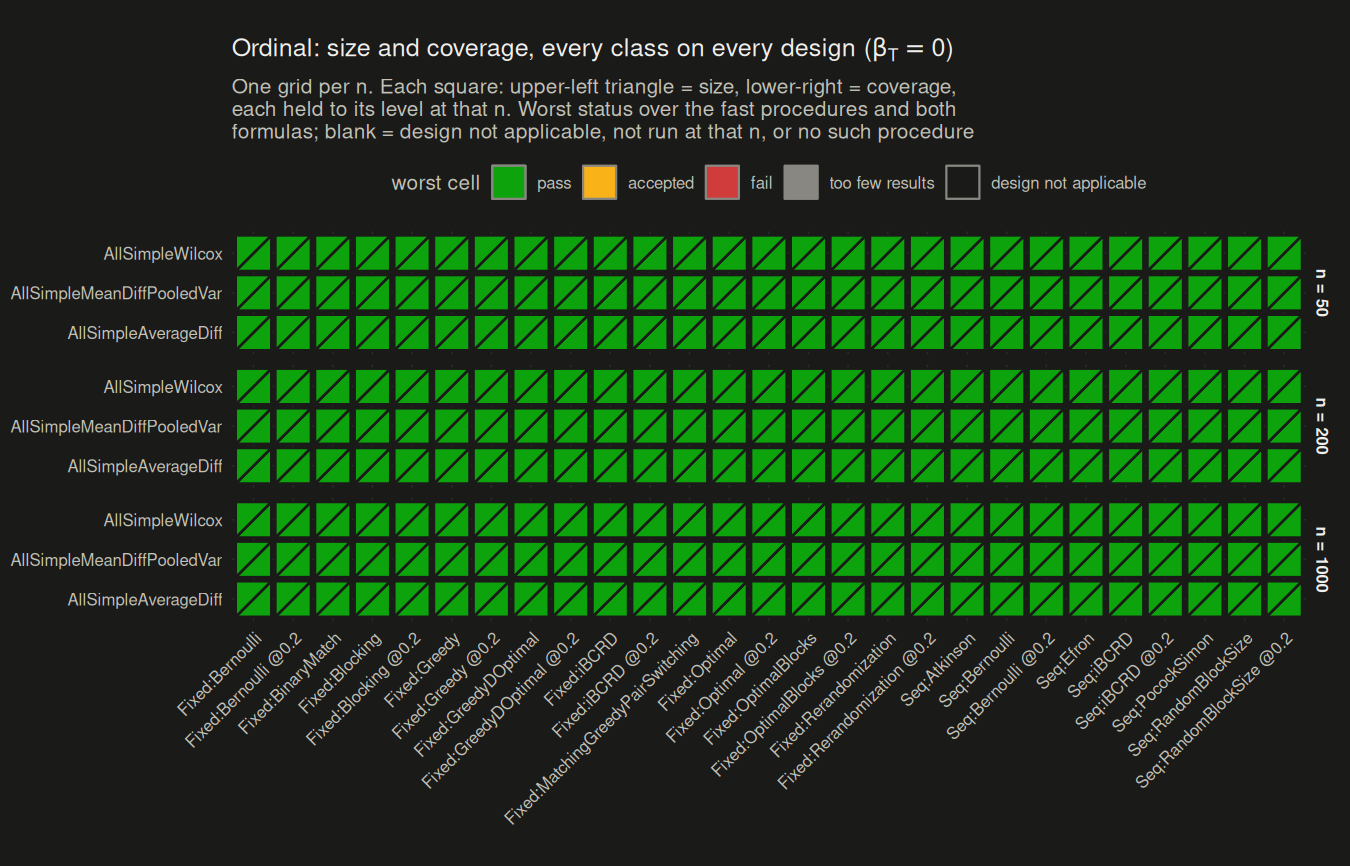 Ordinal: size and coverage, every class on every design (βT = 0)
One grid per n. Each square: upper-left triangle = size, lower-right = coverage,
each held to its level at that n. Worst status over the fast procedures and both
formulas; blank = design not applicable, not run at that n, or no such procedure
worst cell pass accepted fail too few results design not applicable
AllSimpleWilcox
AllSimpleMeanDiffPooledVar
AllSimpleAverageDiff
n = 50
AllSimpleWilcox
AllSimpleMeanDiffPooledVar
AllSimpleAverageDiff
n = 200
AllSimpleWilcox
AllSimpleMeanDiffPooledVar
AllSimpleAverageDiff
n = 1000
Fixed:Bernoulli
Fixed:Bernoulli @0.2
Fixed:BinaryMatch
Fixed:Blocking
Fixed:Blocking @0.2
Fixed:Greedy
Fixed:Greedy @0.2
Fixed:GreedyDOptimal
Fixed:GreedyDOptimal @0.2
Fixed:iBCRD
Fixed:iBCRD @0.2
Fixed:MatchingGreedyPairSwitching
Fixed:Optimal
Fixed:Optimal @0.2
Fixed:OptimalBlocks
Fixed:OptimalBlocks @0.2
Fixed:Rerandomization
Fixed:Rerandomization @0.2
Seq:Atkinson
Seq:Bernoulli
Seq:Bernoulli @0.2
Seq:Efron
Seq:iBCRD
Seq:iBCRD @0.2
Seq:PocockSimon
Seq:RandomBlockSize
Seq:RandomBlockSize @0.2